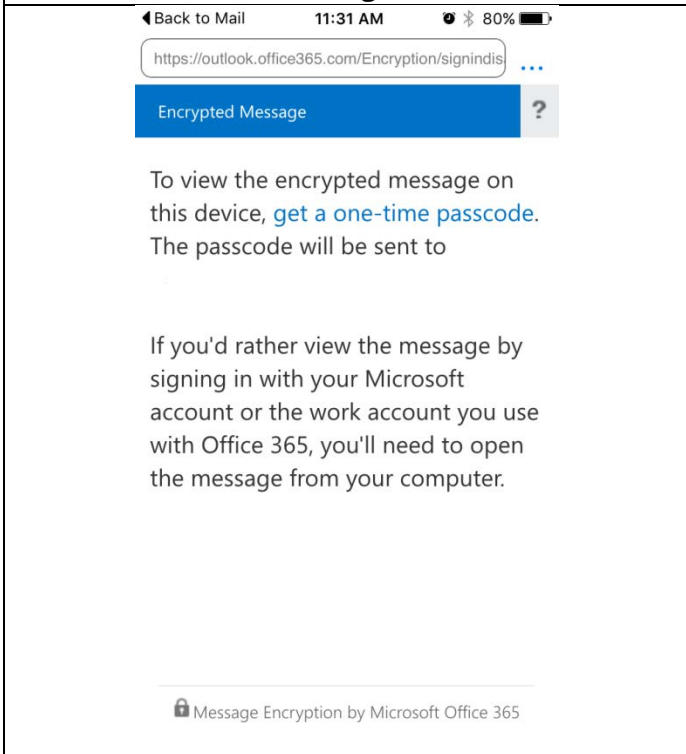 Back to Mail 11:31 AM 80%
https://outlook.office365.com/Encryption/signindis
...
Encrypted Message ?
To view the encrypted message on
this device, get a one-time passcode.
The passcode will be sent to
If you'd rather view the message by
signing in with your Microsoft
account or the work account you use
with Office 365, you'll need to open
the message from your computer.
Message Encryption by Microsoft Office 365